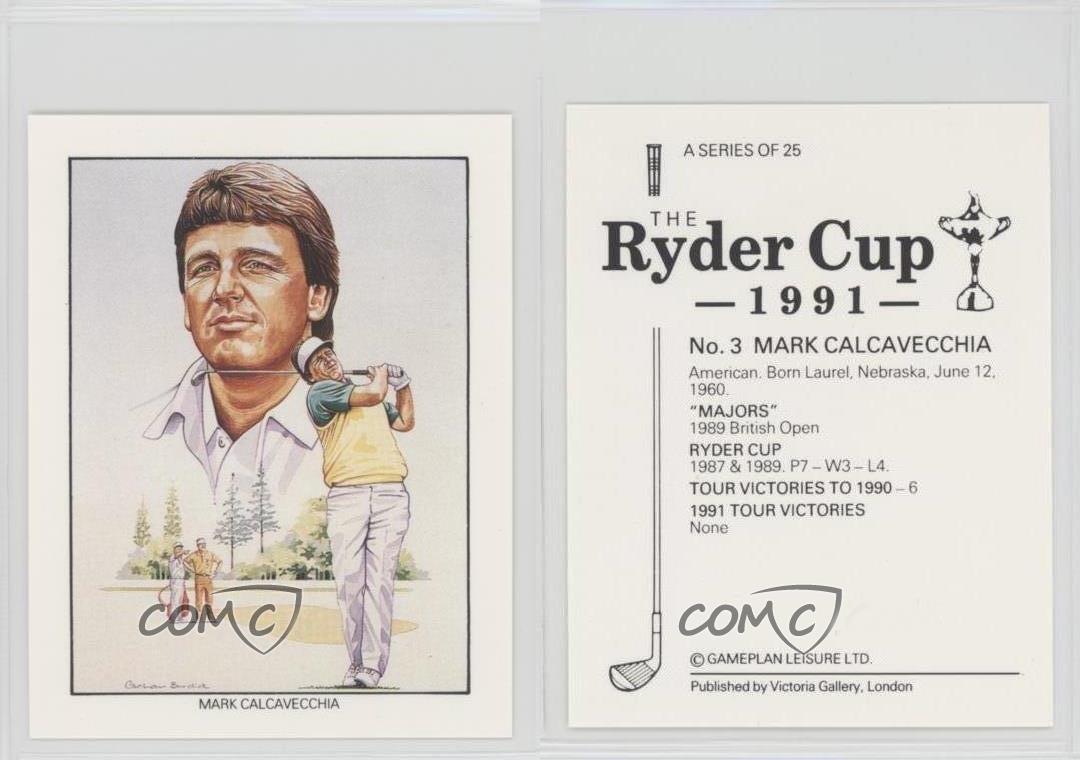 MARK CALCAVECCHIA
COMC
A SERIES OF 25
THE
Ryder Cup
— 1991 —
No. 3 MARK CALCAVECCHIA
American. Born Laurel, Nebraska, June 12,
1960.
“MAJORS”
1989 British Open
RYDER CUP
1987 & 1989. P7 – W3 – L4.
TOUR VICTORIES TO 1990 – 6
1991 TOUR VICTORIES
None
COMC
© GAMEPLAN LEISURE LTD.
Published by Victoria Gallery, London